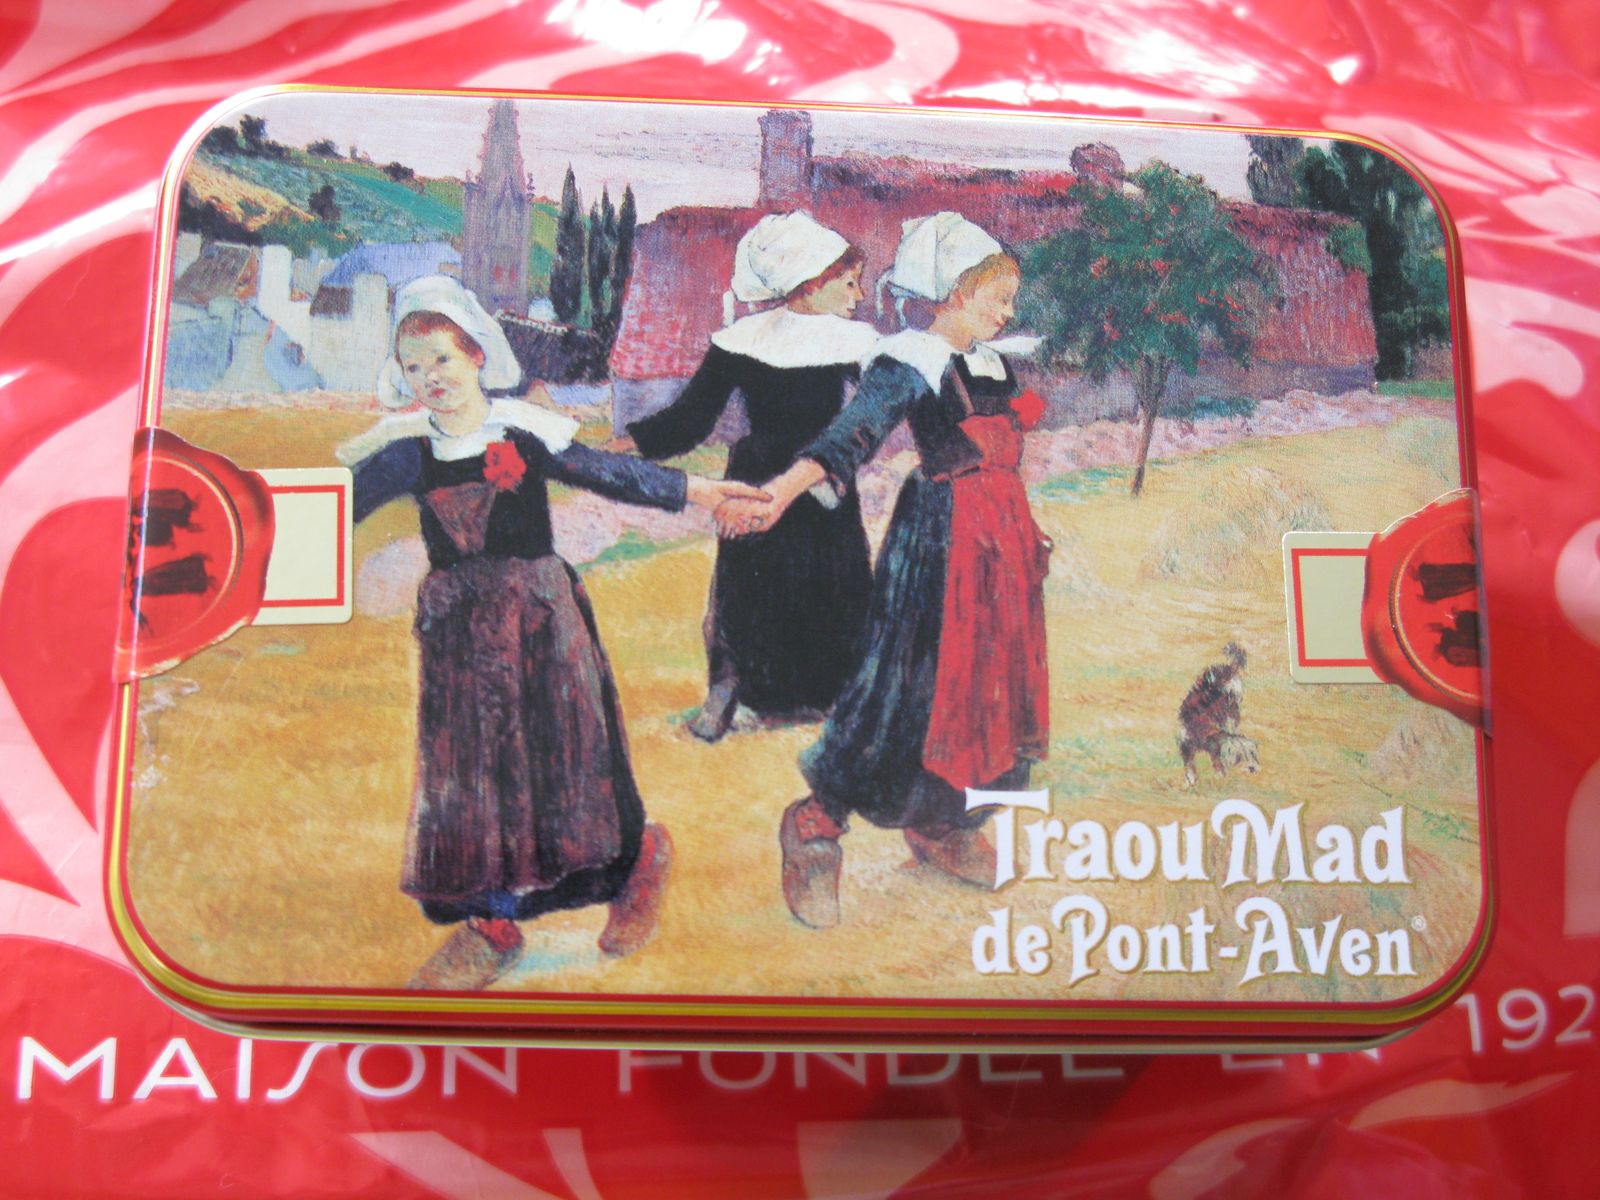 Traou Mad
de Pont-Aven®
MAISON FONDÉE EN 192